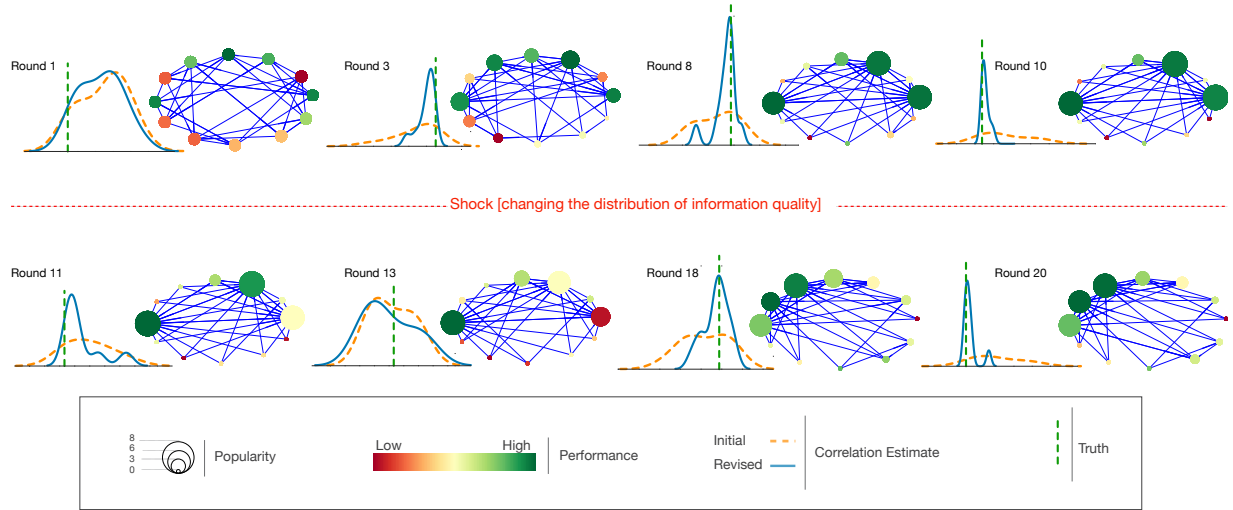 Round 1
Round 3
Round 8
Round 10
Shock [changing the distribution of information quality]
Round 11
Round 13
Round 18
Round 20
8
6
3
0
Popularity
Low
High
Performance
Initial
Revised
Correlation Estimate
Truth